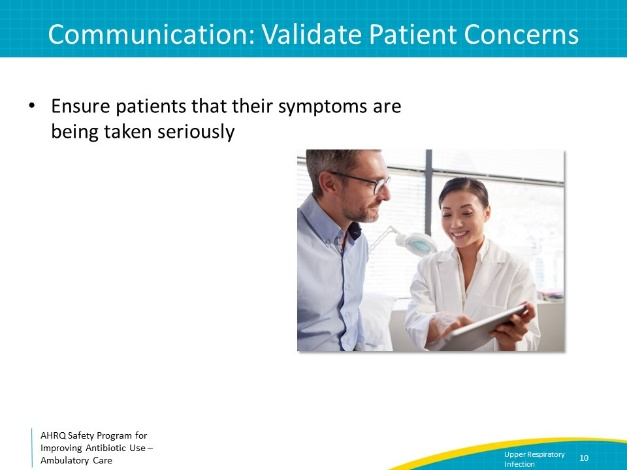 Communication: Validate Patient Concerns
• Ensure patients that their symptoms are
being taken seriously
AHRQ Safety Program for
Improving Antibiotic Use –
Ambulatory Care
Upper Respiratory
Infection
10